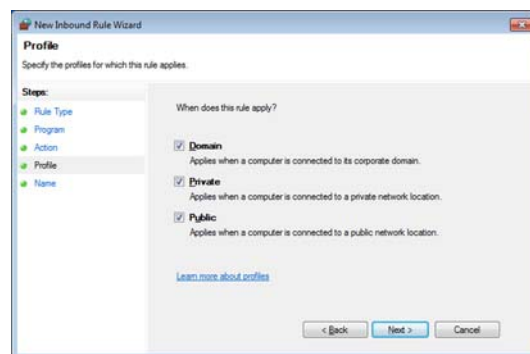 New Inbound Rule Wizard
Profile
Specify the profiles for which this rule applies.
Steps:
Rule Type
Program
Action
Profile
Name
When does this rule apply?
Domain
Applies when a computer is connected to its corporate domain.
Private
Applies when a computer is connected to a private network location.
Public
Applies when a computer is connected to a public network location.
Learn more about profiles
< Back
Next >
Cancel